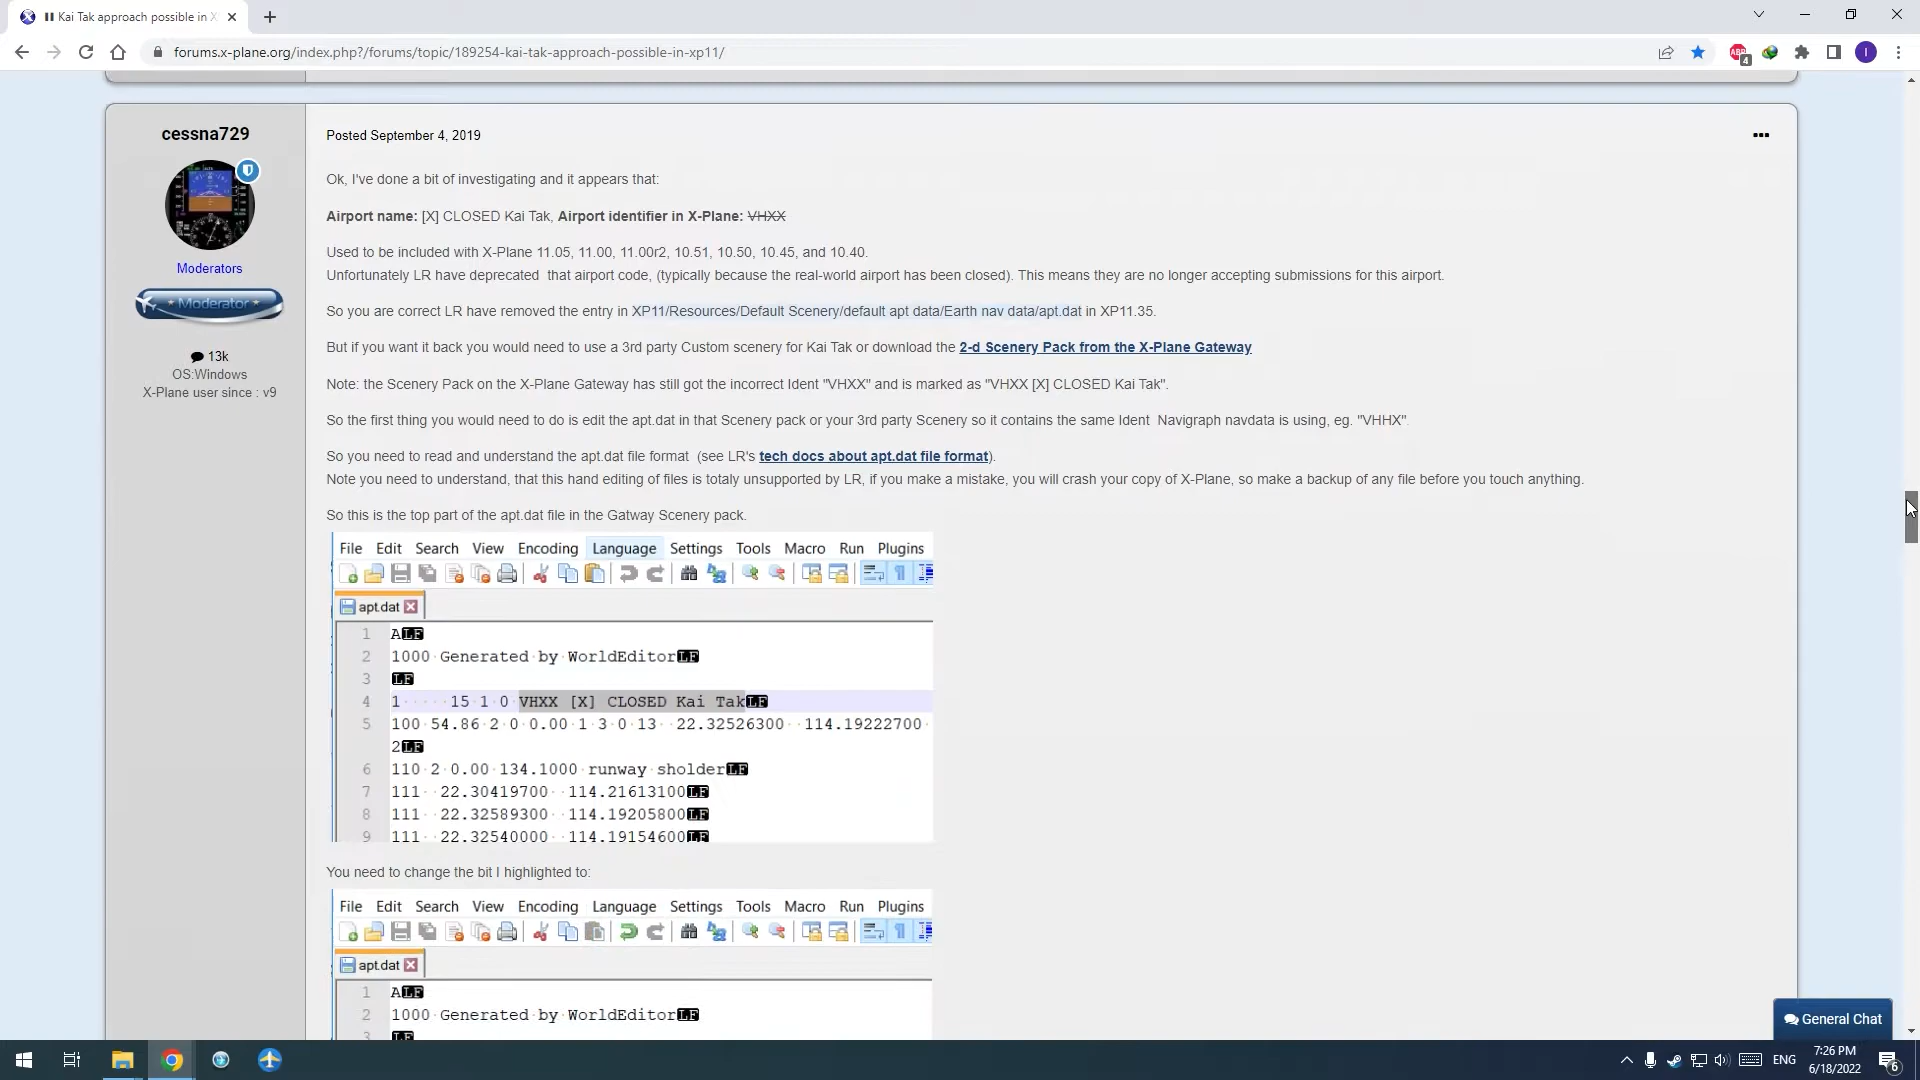 Kai Tak approach possible in X
forums.x-plane.org/index.php?/forums/topic/189254-kai-tak-approach-possible-in-xp11/
ABP
4
I
cessna729
Moderators
Moderator
13k
OS:Windows
X-Plane user since : v9
Posted September 4, 2019
Ok, I've done a bit of investigating and it appears that:
Airport name: [X] CLOSED Kai Tak, Airport identifier in X-Plane: VHXX
Used to be included with X-Plane 11.05, 11.00, 11.00r2, 10.51, 10.50, 10.45, and 10.40.
Unfortunately LR have deprecated that airport code, (typically because the real-world airport has been closed). This means they are no longer accepting submissions for this airport.
So you are correct LR have removed the entry in XP11/Resources/Default Scenery/default apt data/Earth nav data/apt.dat in XP11.35.
But if you want it back you would need to use a 3rd party Custom scenery for Kai Tak or download the 2-d Scenery Pack from the X-Plane Gateway
Note: the Scenery Pack on the X-Plane Gateway has still got the incorrect Ident "VHXX" and is marked as "VHXX [X] CLOSED Kai Tak".
So the first thing you would need to do is edit the apt.dat in that Scenery pack or your 3rd party Scenery so it contains the same Ident Navigraph navdata is using, eg. "VHHX".
So you need to read and understand the apt.dat file format (see LR's tech docs about apt.dat file format).
Note you need to understand, that this hand editing of files is totaly unsupported by LR, if you make a mistake, you will crash your copy of X-Plane, so make a backup of any file before you touch anything.
So this is the top part of the apt.dat file in the Gatway Scenery pack.
File Edit Search View Encoding Language Settings Tools Macro Run Plugins
apt.dat
1 ALF
2 1000·Generated·by·WorldEditorLF
3 LF
4 1·····15·1·0·VHXX·[X]·CLOSED·Kai·TakLF
5 100·54.86·2·0·0.00·1·3·0·13··22.32526300··114.19222700·
2LF
6 110·2·0.00·134.1000·runway·sholderLF
7 111··22.30419700··114.21613100LF
8 111··22.32589300··114.19205800LF
9 111··22.32540000··114.19154600LF
You need to change the bit I highlighted to:
File Edit Search View Encoding Language Settings Tools Macro Run Plugins
apt.dat
1 ALF
2 1000·Generated·by·WorldEditorLF
3 LF
General Chat
ENG
7:26 PM
6/18/2022
6